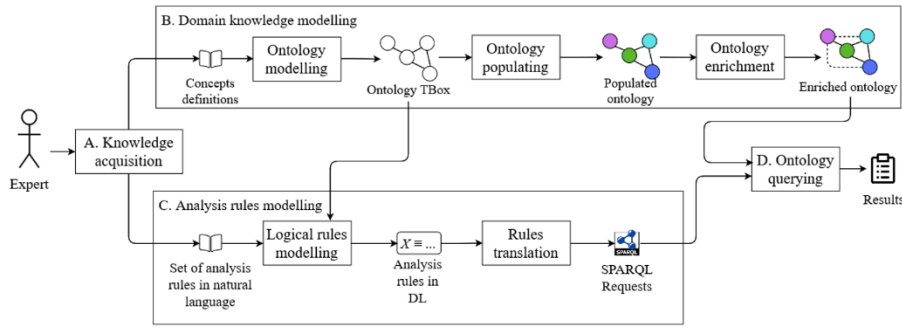 B. Domain knowledge modelling
Concepts
definitions
Ontology
modelling
Ontology TBox
Ontology
populating
Populated
ontology
Ontology
enrichment
Enriched ontology
Expert
A. Knowledge
acquisition
D. Ontology
querying
Results
C. Analysis rules modelling
Set of analysis
rules in natural
language
Logical rules
modelling
X ≡ ...
Analysis
rules in
DL
Rules
translation
SPARQL
SPARQL
Requests